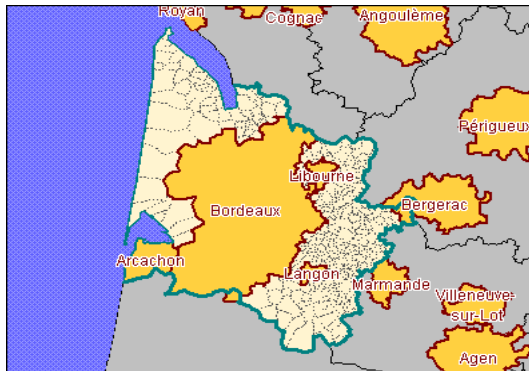 Royan
Cognac
Angoulême
Périgueux
Libourne
Bordeaux
Bergerac
Arcachon
Langon
Marmande
Villeneuve-
sur-Lot
Agen